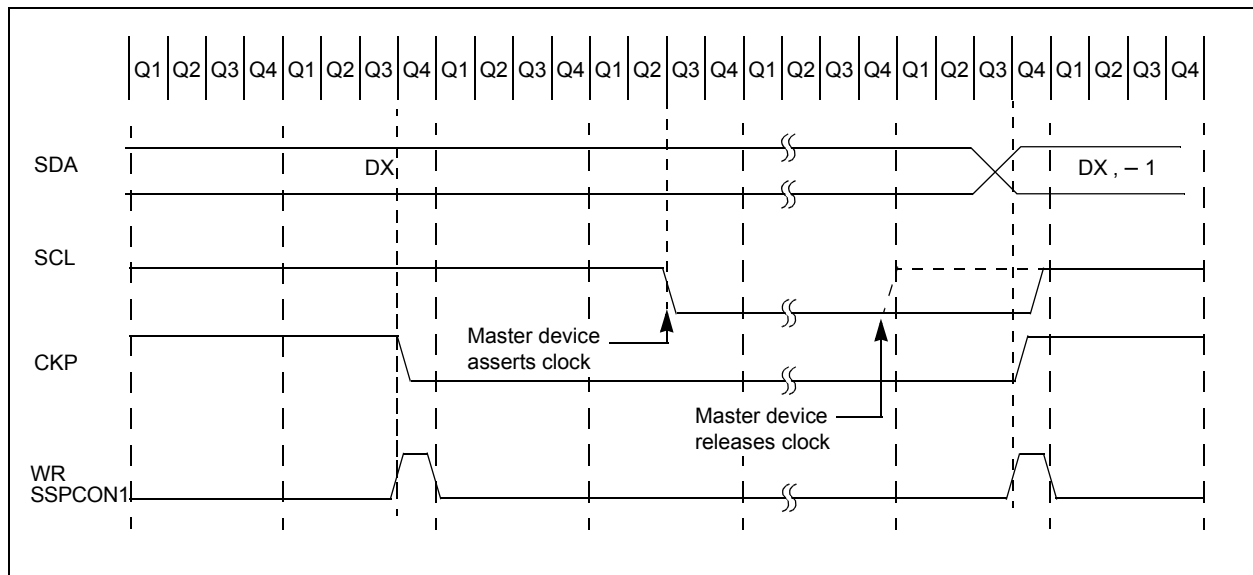 Q1 Q2 Q3 Q4 Q1 Q2 Q3 Q4 Q1 Q2 Q3 Q4 Q1 Q2 Q3 Q4 Q1 Q2 Q3 Q4 Q1 Q2 Q3 Q4 Q1 Q2 Q3 Q4
SDA
DX
DX , – 1
SCL
Master device
asserts clock
CKP
Master device
releases clock
WR
SSPCON1